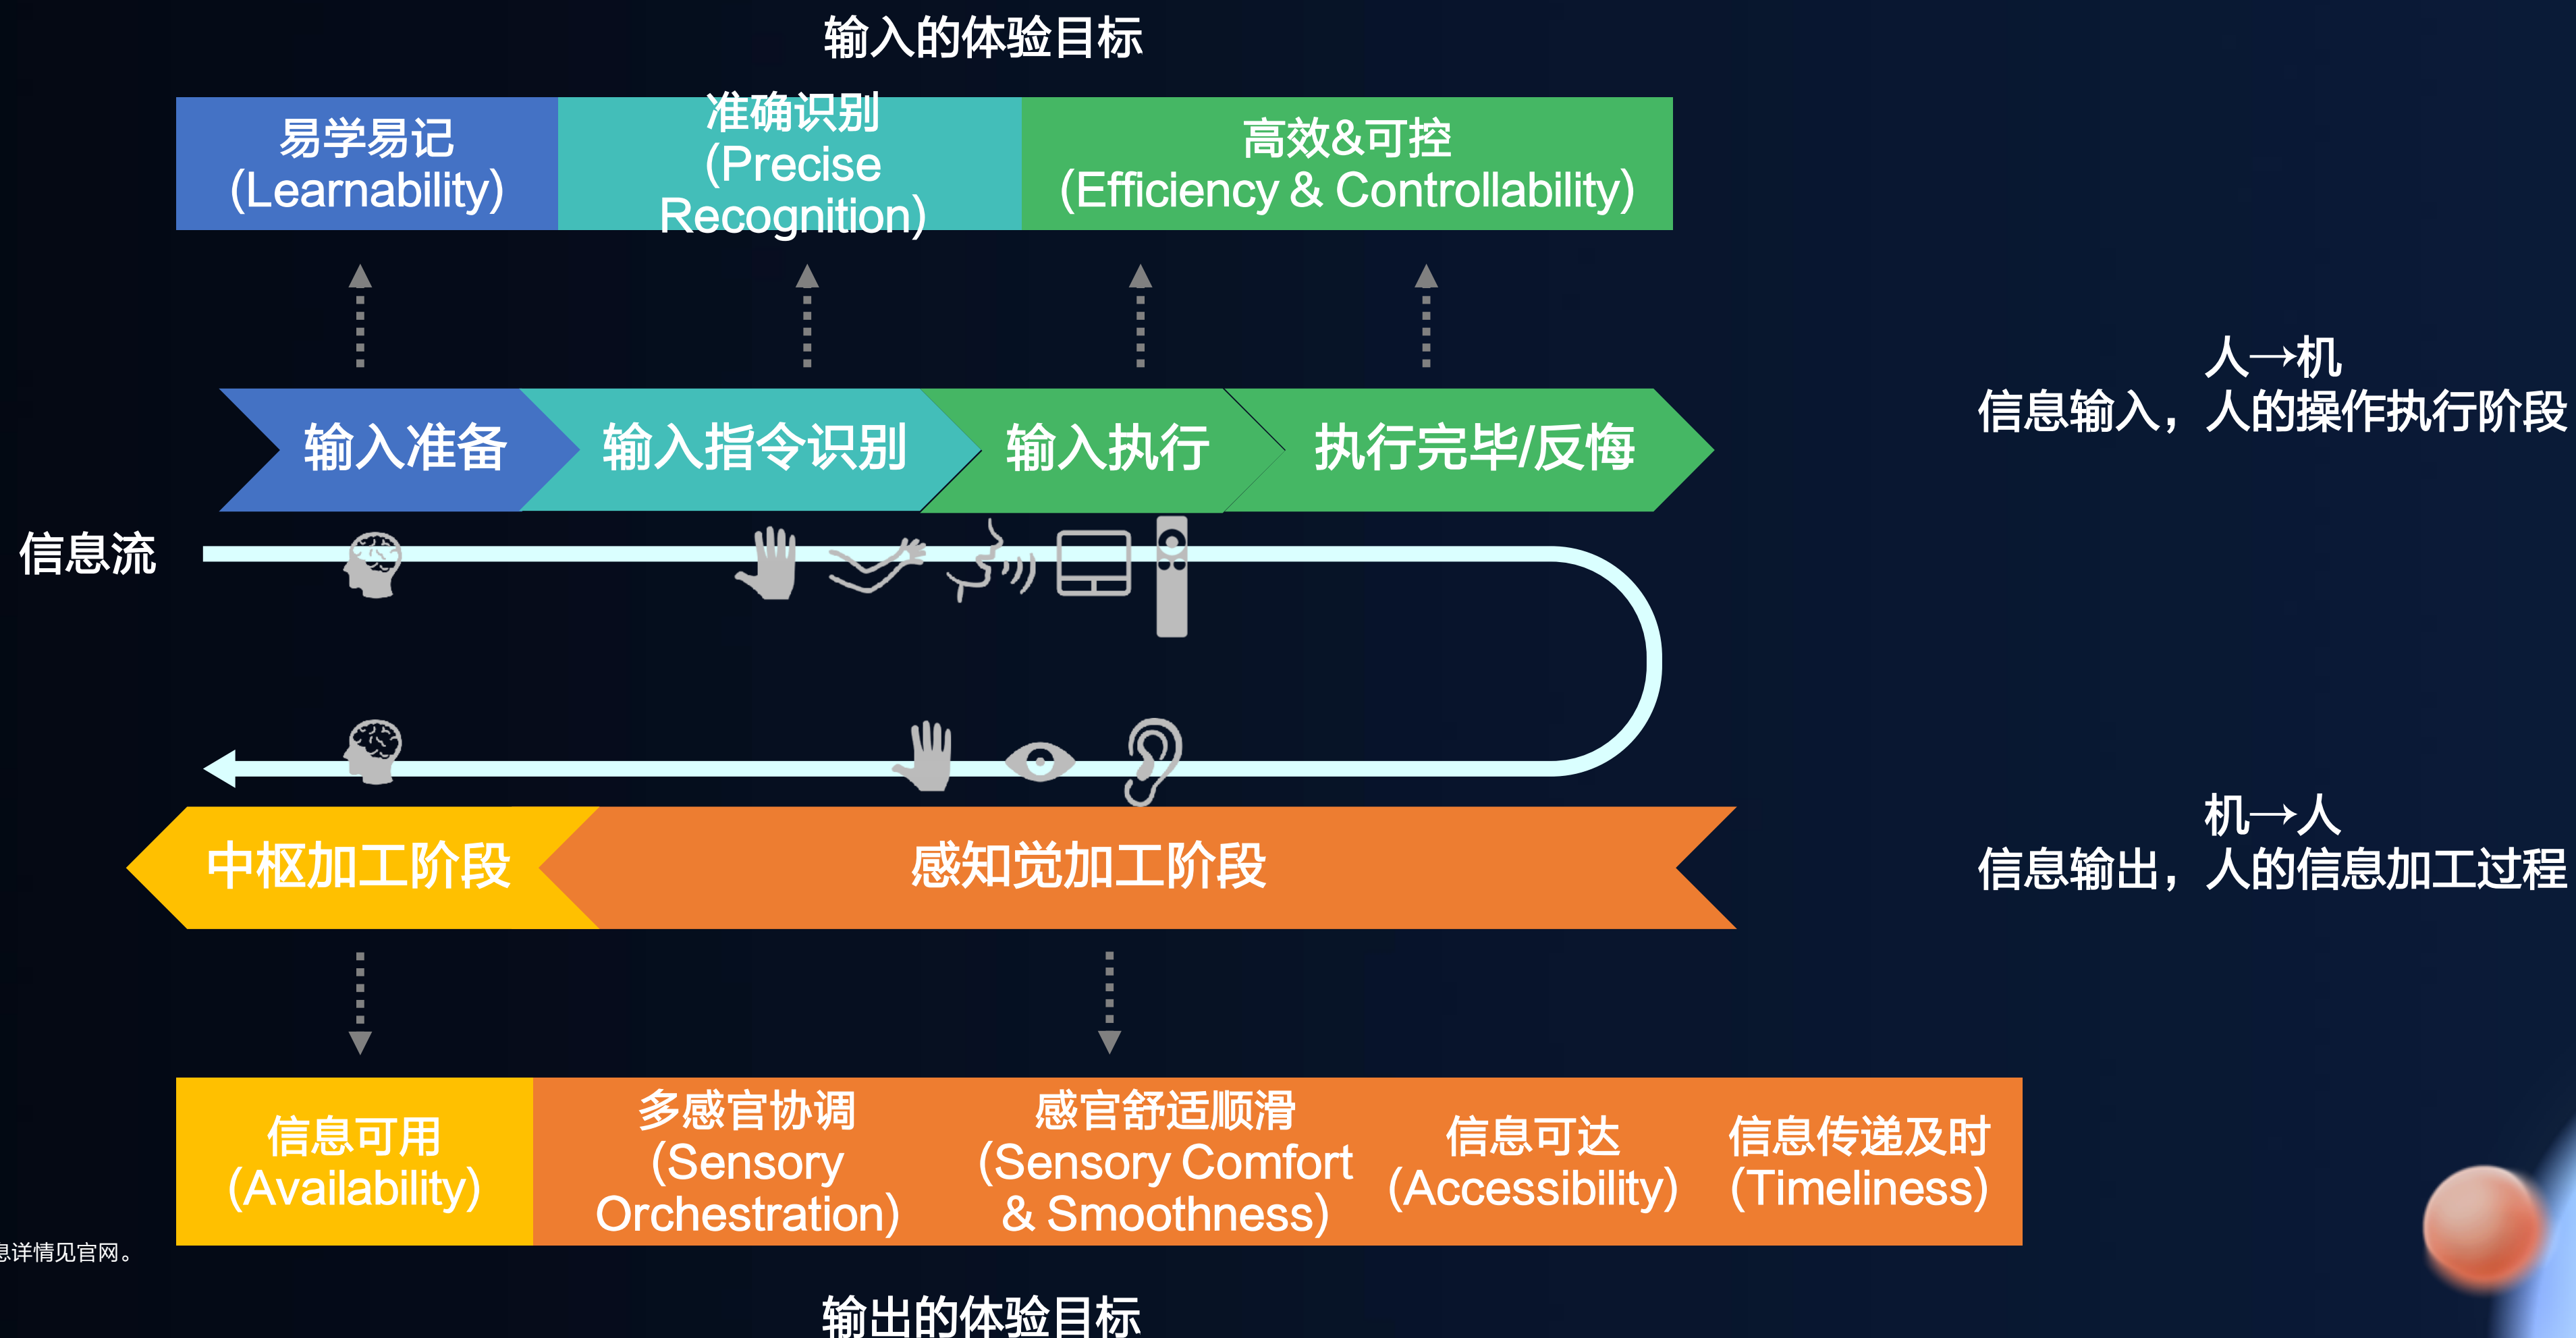 输入的体验目标
易学易记
(Learnability)
准确识别
(Precise
Recognition)
高效&可控
(Efficiency & Controllability)
人→机
信息输入，人的操作执行阶段
输入准备
输入指令识别
输入执行
执行完毕/反悔
信息流
机→人
信息输出，人的信息加工过程
中枢加工阶段
感知觉加工阶段
信息可用
(Availability)
多感官协调
(Sensory
Orchestration)
感官舒适顺滑
(Sensory Comfort
& Smoothness)
信息可达
(Accessibility)
信息传递及时
(Timeliness)
息详情见官网。
输出的体验目标